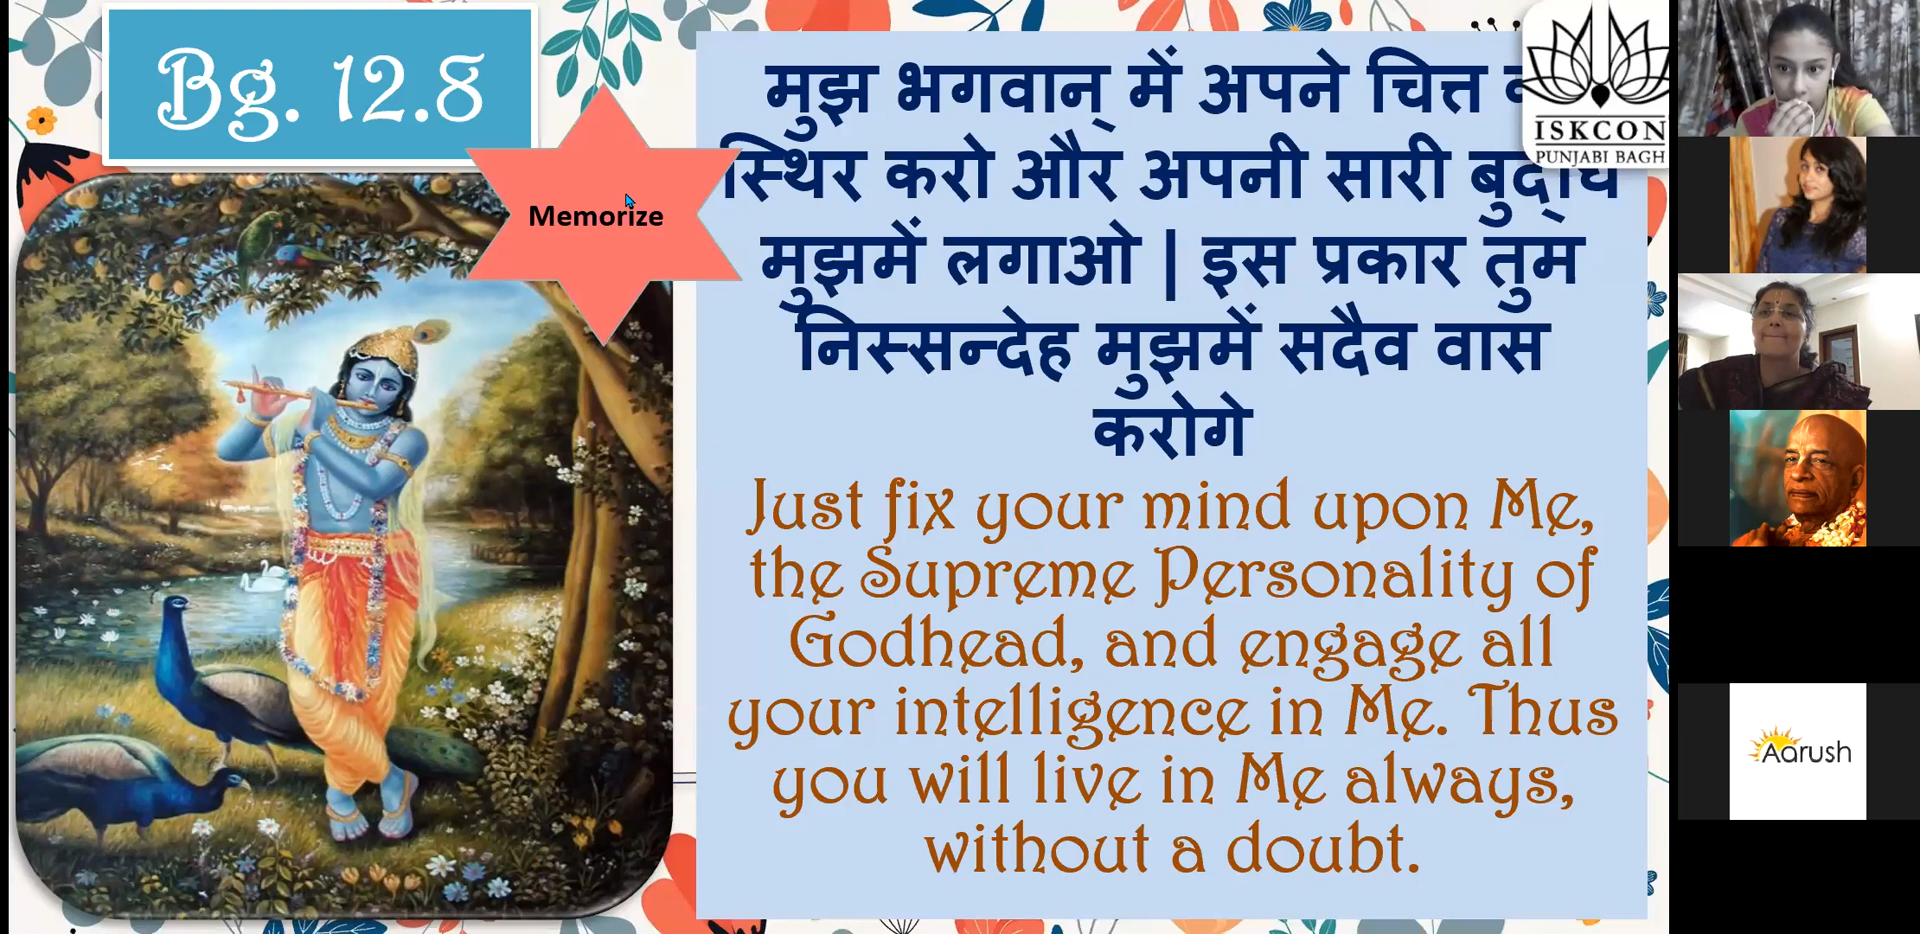 Bg. 12.8
Memorize
मुझ भगवान् में अपने चित्त
स्थिर करो और अपनी सारी बुद्धि
मुझमें लगाओ | इस प्रकार तुम
निस्सन्देह मुझमें सदैव वास
करोगे
Just fix your mind upon Me,
the Supreme Personality of
Godhead, and engage all
your intelligence in Me. Thus
you will live in Me always,
without a doubt.
ISKCON
PUNJABI BAGH
Aarush